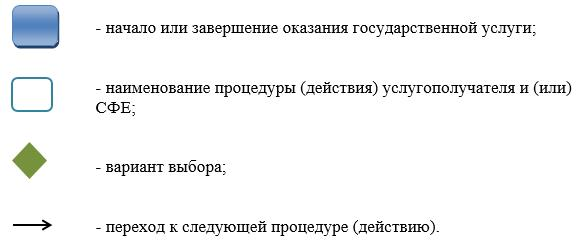 - начало или завершение оказания государственной услуги;
- наименование процедуры (действия) услугополучателя и (или)
СФЕ;
- вариант выбора;
- переход к следующей процедуре (действию).